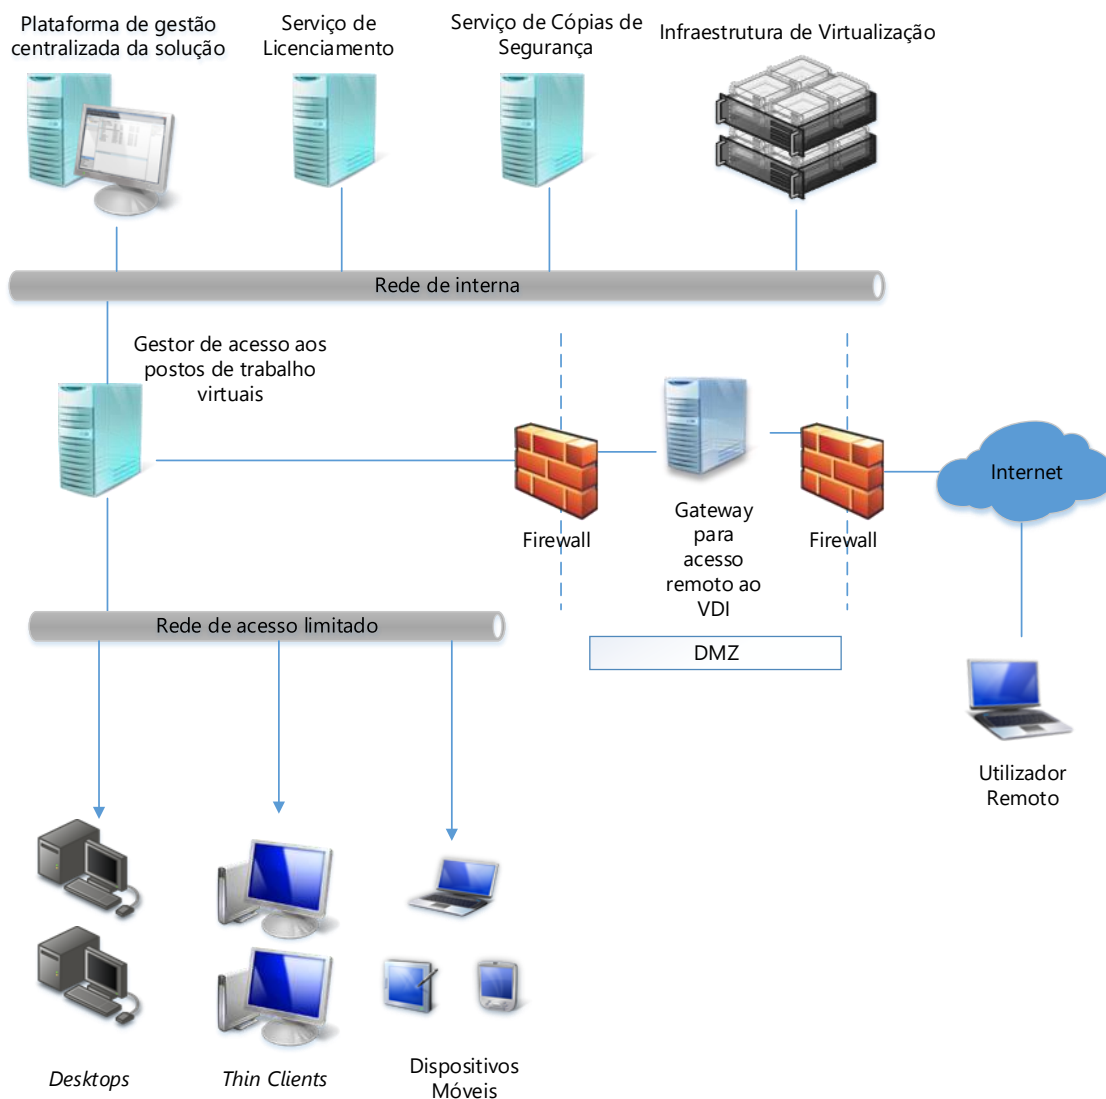 Plataforma de gestão
centralizada da solução
Serviço de
Licenciamento
Serviço de Cópias de
Segurança
Infraestrutura de Virtualização
Rede de interna
Gestor de acesso aos
postos de trabalho
virtuais
Firewall
Gateway
para
acesso
remoto ao
VDI
Firewall
Internet
Rede de acesso limitado
DMZ
Utilizador
Remoto
Desktops
Thin Clients
Dispositivos
Móveis